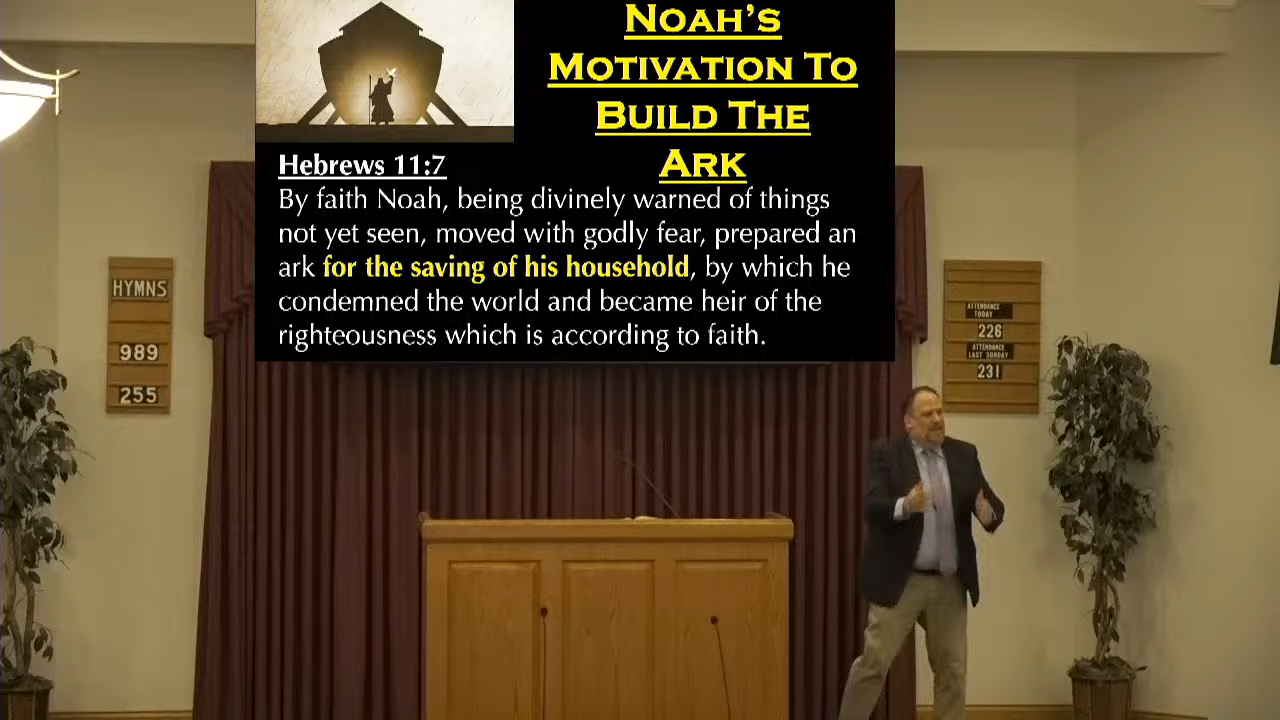 NOAH'S
MOTIVATION TO
BUILD THE
ARK
Hebrews 11:7
By faith Noah, being divinely warned of things
not yet seen, moved with godly fear, prepared an
ark for the saving of his household, by which he
condemned the world and became heir of the
righteousness which is according to faith.
HYMNS
989
255
ATTENDANCE
TODAY
226
ATTENDANCE
LAST SUNDAY
231